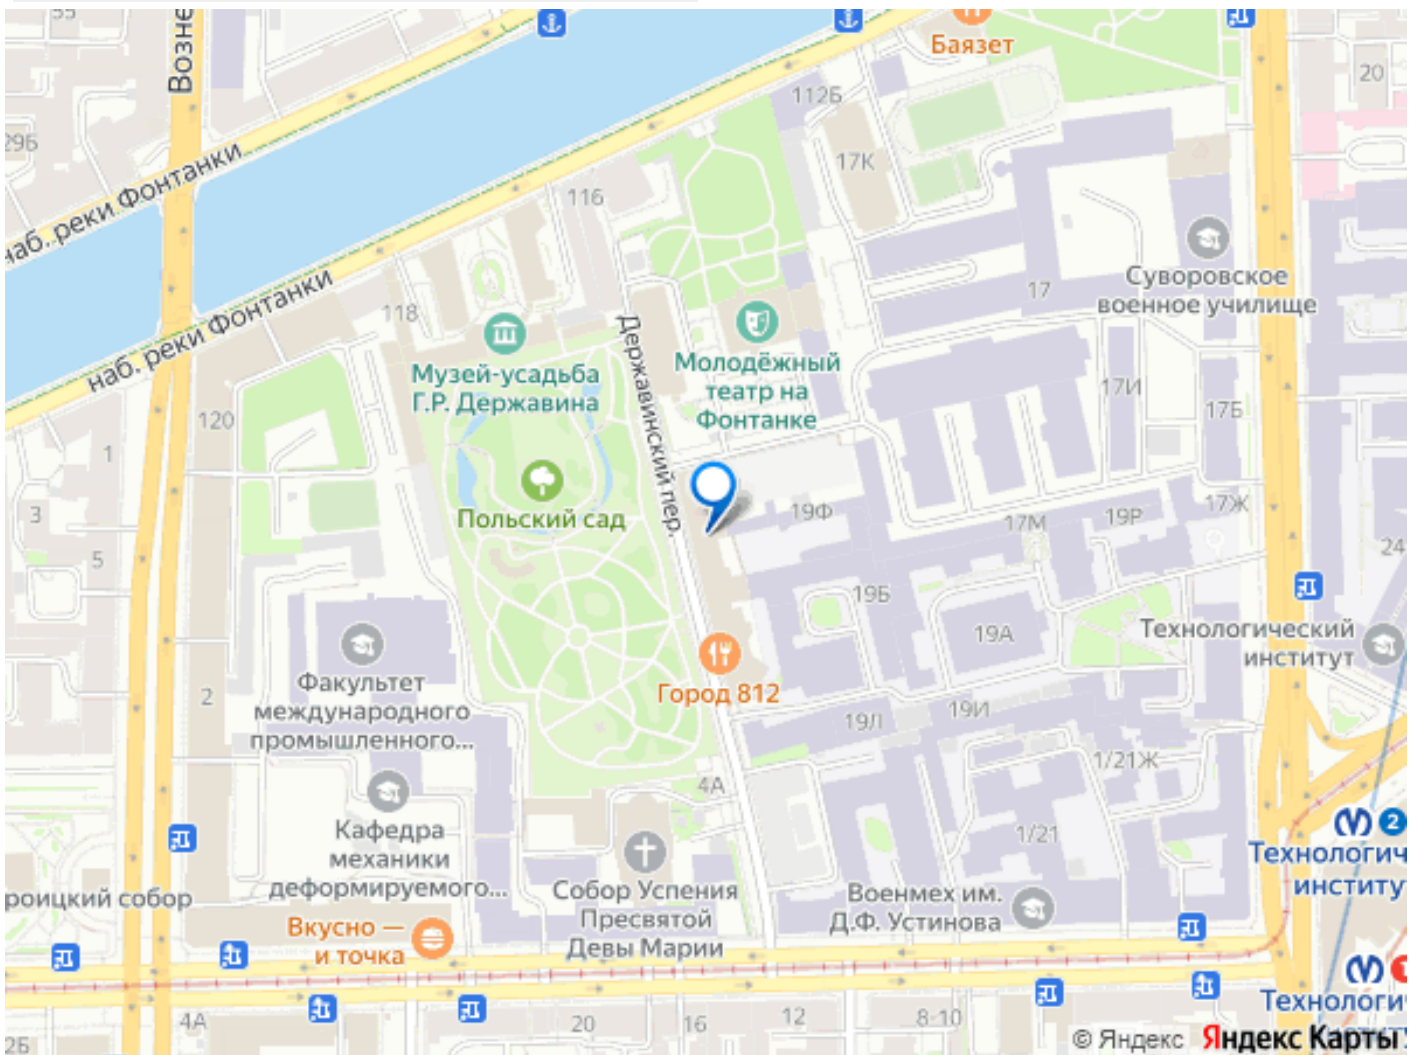 55
Возне
Баязет
20
29Б
112Б
17К
наб. реки Фонтанки
116
Суворовское
военное училище
17
наб. реки Фонтанки
118
Державинский пер.
Музей-усадьба
Г.Р. Державина
Молодёжный
театр на
Фонтанке
17И
17Б
120
1
3
5
Польский сад
19Ф
17М
19Р
17Ж
24
19Б
19А
Технологический
институт
Факультет
международного
промышленного...
2
Город 812
19Л
19И
1/21Ж
4А
Кафедра
механики
деформируемого...
1/21
2
Технологич
институ
роицкий собор
Собор Успения
Пресвятой
Девы Марии
Военмех им.
Д.Ф. Устинова
Вкусно —
и точка
1
Технологи
4А
20
16
12
8-10
26
© Яндекс Яндекс Карты